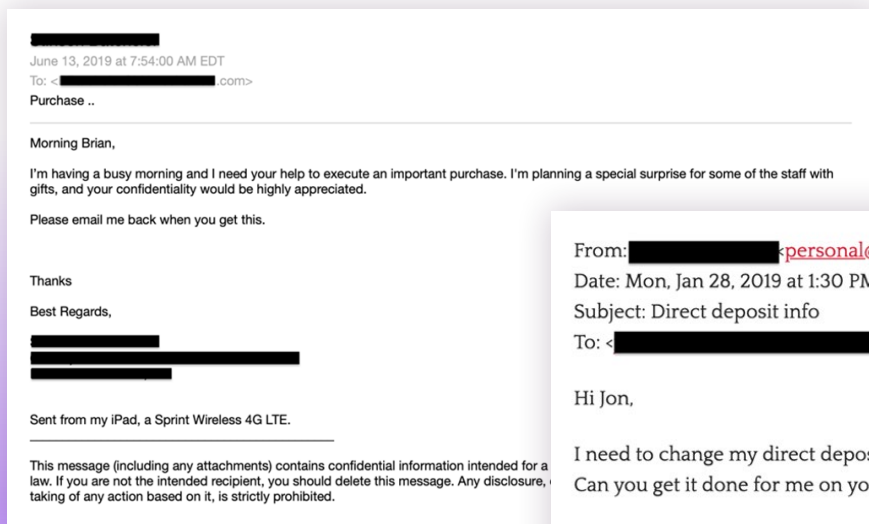 June 13, 2019 at 7:54:00 AM EDT
To: < .com>
Purchase ..
Morning Brian,
I'm having a busy morning and I need your help to execute an important purchase. I'm planning a special surprise for some of the staff with
gifts, and your confidentiality would be highly appreciated.
Please email me back when you get this.
Thanks
Best Regards,
Sent from my iPad, a Sprint Wireless 4G LTE.
This message (including any attachments) contains confidential information intended for a
law. If you are not the intended recipient, you should delete this message. Any disclosure,
taking of any action based on it, is strictly prohibited.
From: <personal@
Date: Mon, Jan 28, 2019 at 1:30 PM
Subject: Direct deposit info
To: <
Hi Jon,
I need to change my direct depos
Can you get it done for me on yo